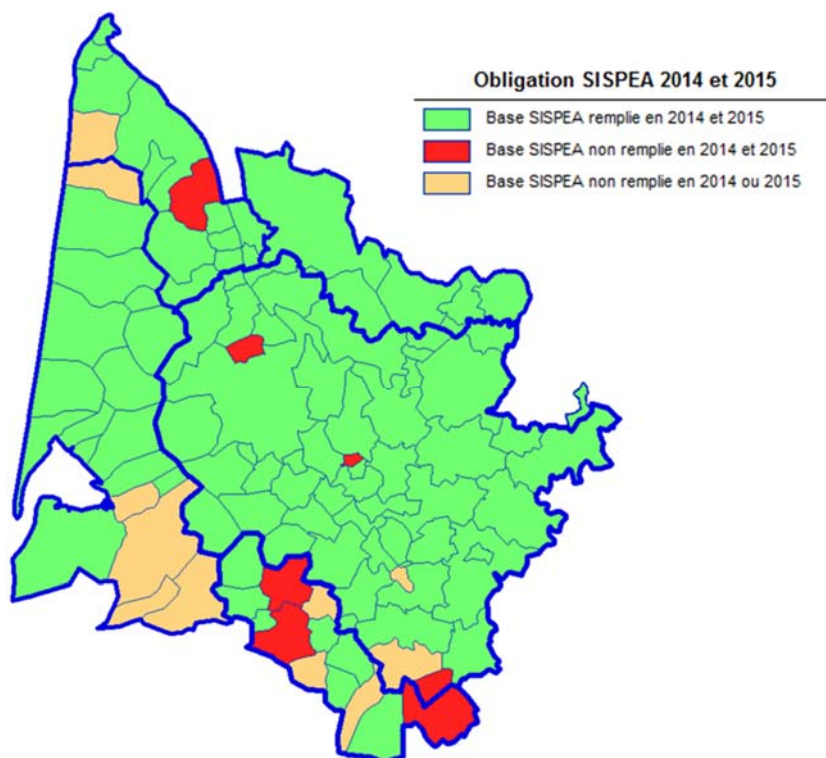 Obligation SISPEA 2014 et 2015
Base SISPEA remplie en 2014 et 2015
Base SISPEA non remplie en 2014 et 2015
Base SISPEA non remplie en 2014 ou 2015